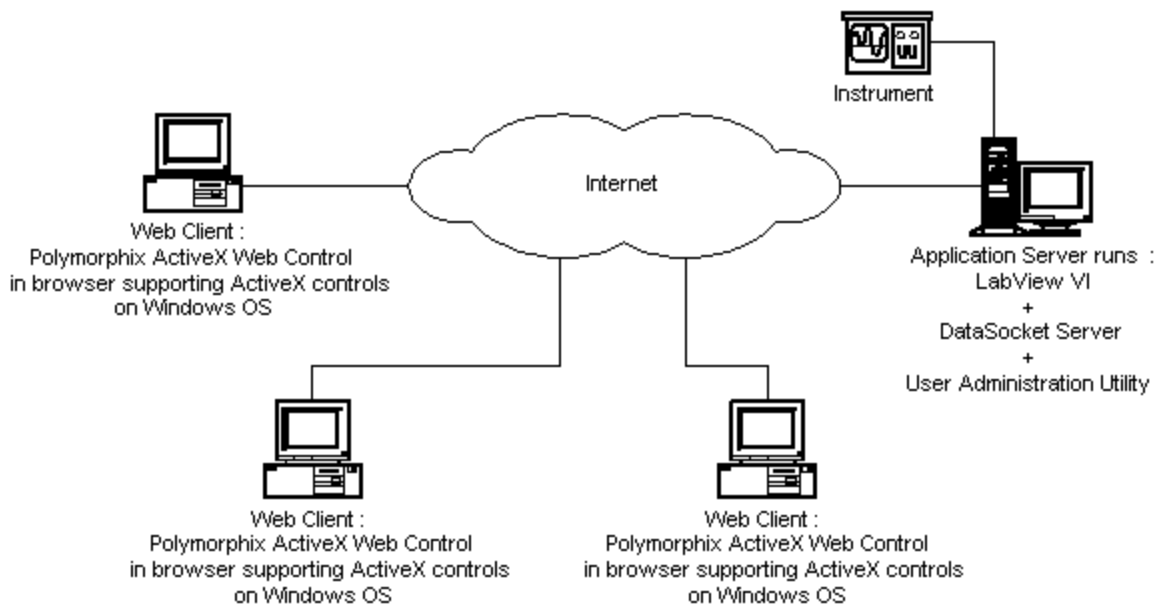 Instrument
Internet
Web Client :
Polymorphix ActiveX Web Control
in browser supporting ActiveX controls
on Windows OS
Application Server runs :
LabView VI
+
DataSocket Server
+
User Administration Utility
Web Client :
Polymorphix ActiveX Web Control
in browser supporting ActiveX controls
on Windows OS
Web Client :
Polymorphix ActiveX Web Control
in browser supporting ActiveX controls
on Windows OS